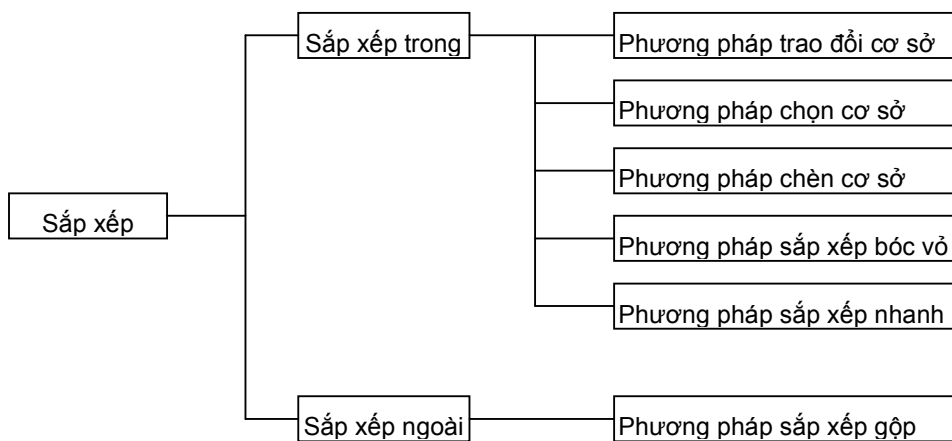 Sắp xếp trong
Phương pháp trao đổi cơ sở
Phương pháp chọn cơ sở
Phương pháp chèn cơ sở
Sắp xếp
Phương pháp sắp xếp bóc vỏ
Phương pháp sắp xếp nhanh
Sắp xếp ngoài
Phương pháp sắp xếp gộp